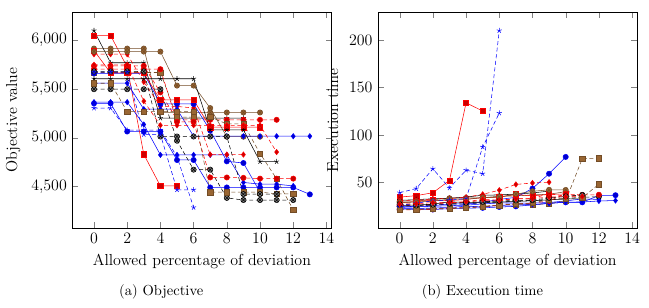 Objective value
6,000
5,500
5,000
4,500
0 2 4 6 8 10 12 14
Allowed percentage of deviation
(a) Objective
Execution time
200
150
100
50
0 2 4 6 8 10 12 14
Allowed percentage of deviation
(b) Execution time